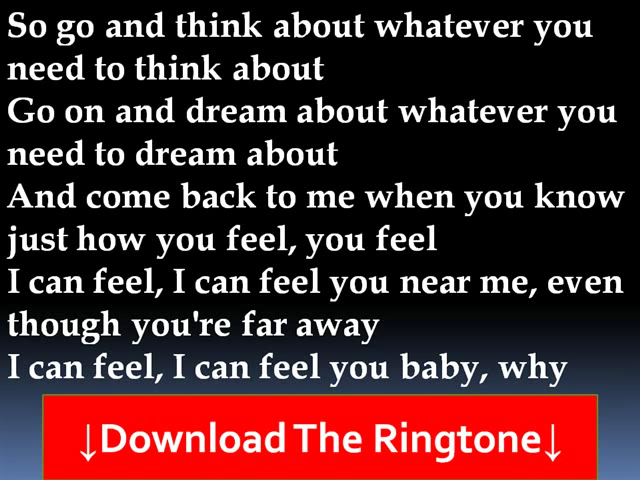 So go and think about whatever you
need to think about
Go on and dream about whatever you
need to dream about
And come back to me when you know
just how you feel, you feel
I can feel, I can feel you near me, even
though you're far away
I can feel, I can feel you baby, why
↓Download The Ringtone↓